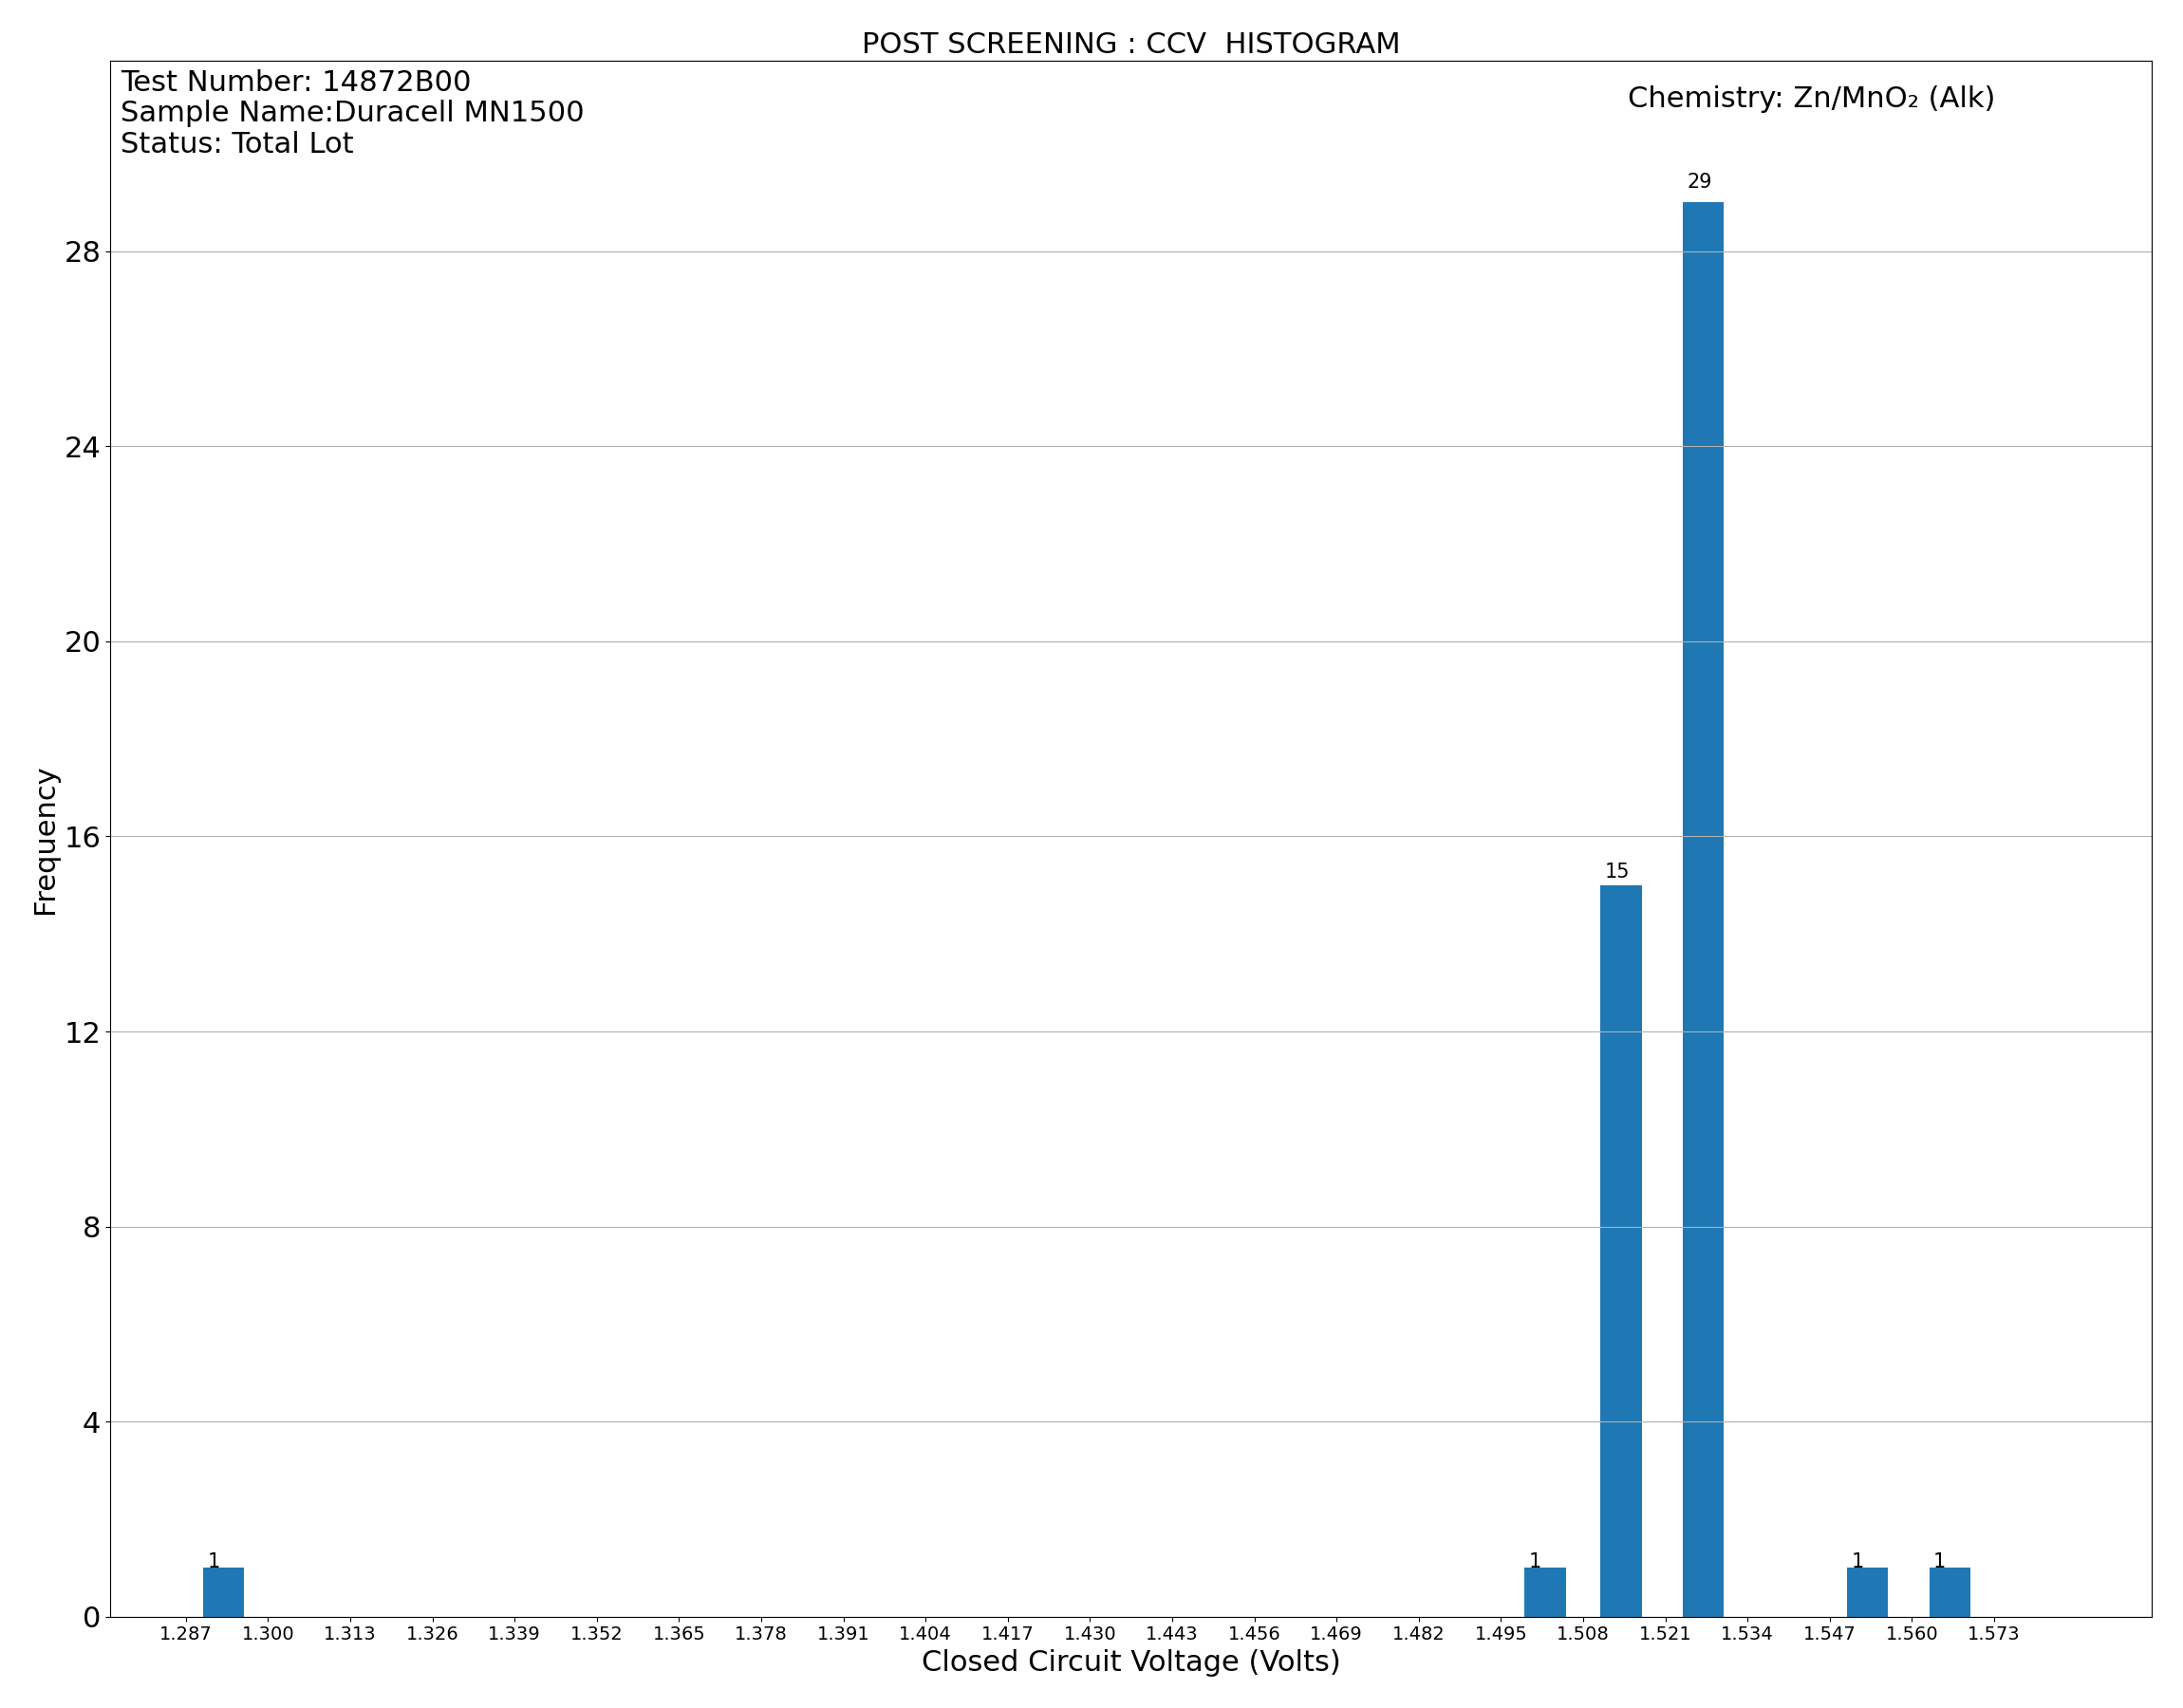 POST SCREENING : CCV  HISTOGRAM
Test Number: 14872B00
Sample Name:Duracell MN1500
Status: Total Lot
Chemistry: Zn/MnO₂ (Alk)
29
28
24
20
16
15
12
8
4
1
1
1
1
0
Frequency
1.287 1.300 1.313 1.326 1.339 1.352 1.365 1.378 1.391 1.404 1.417 1.430 1.443 1.456 1.469 1.482 1.495 1.508 1.521 1.534 1.547 1.560 1.573
Closed Circuit Voltage (Volts)